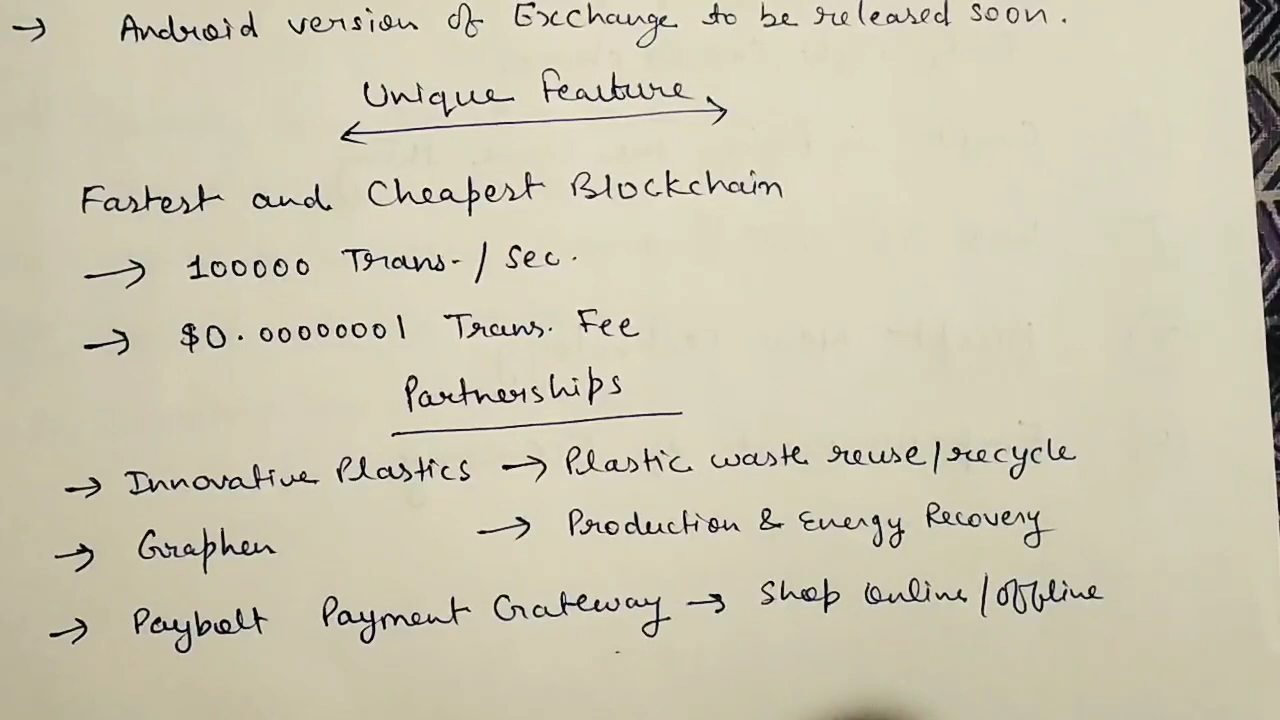 → Android version of Exchange to be released soon.
Unique Feature
Fastest and Cheapest Blockchain
→ 100000 Trans./sec.
→ $0.00000001 Trans. Fee
Partnerships
→ Innovative Plastics → Plastic waste reuse/recycle
→ Graphen → Production & Energy Recovery
→ Paybolt Payment Gateway → Shop online/offline